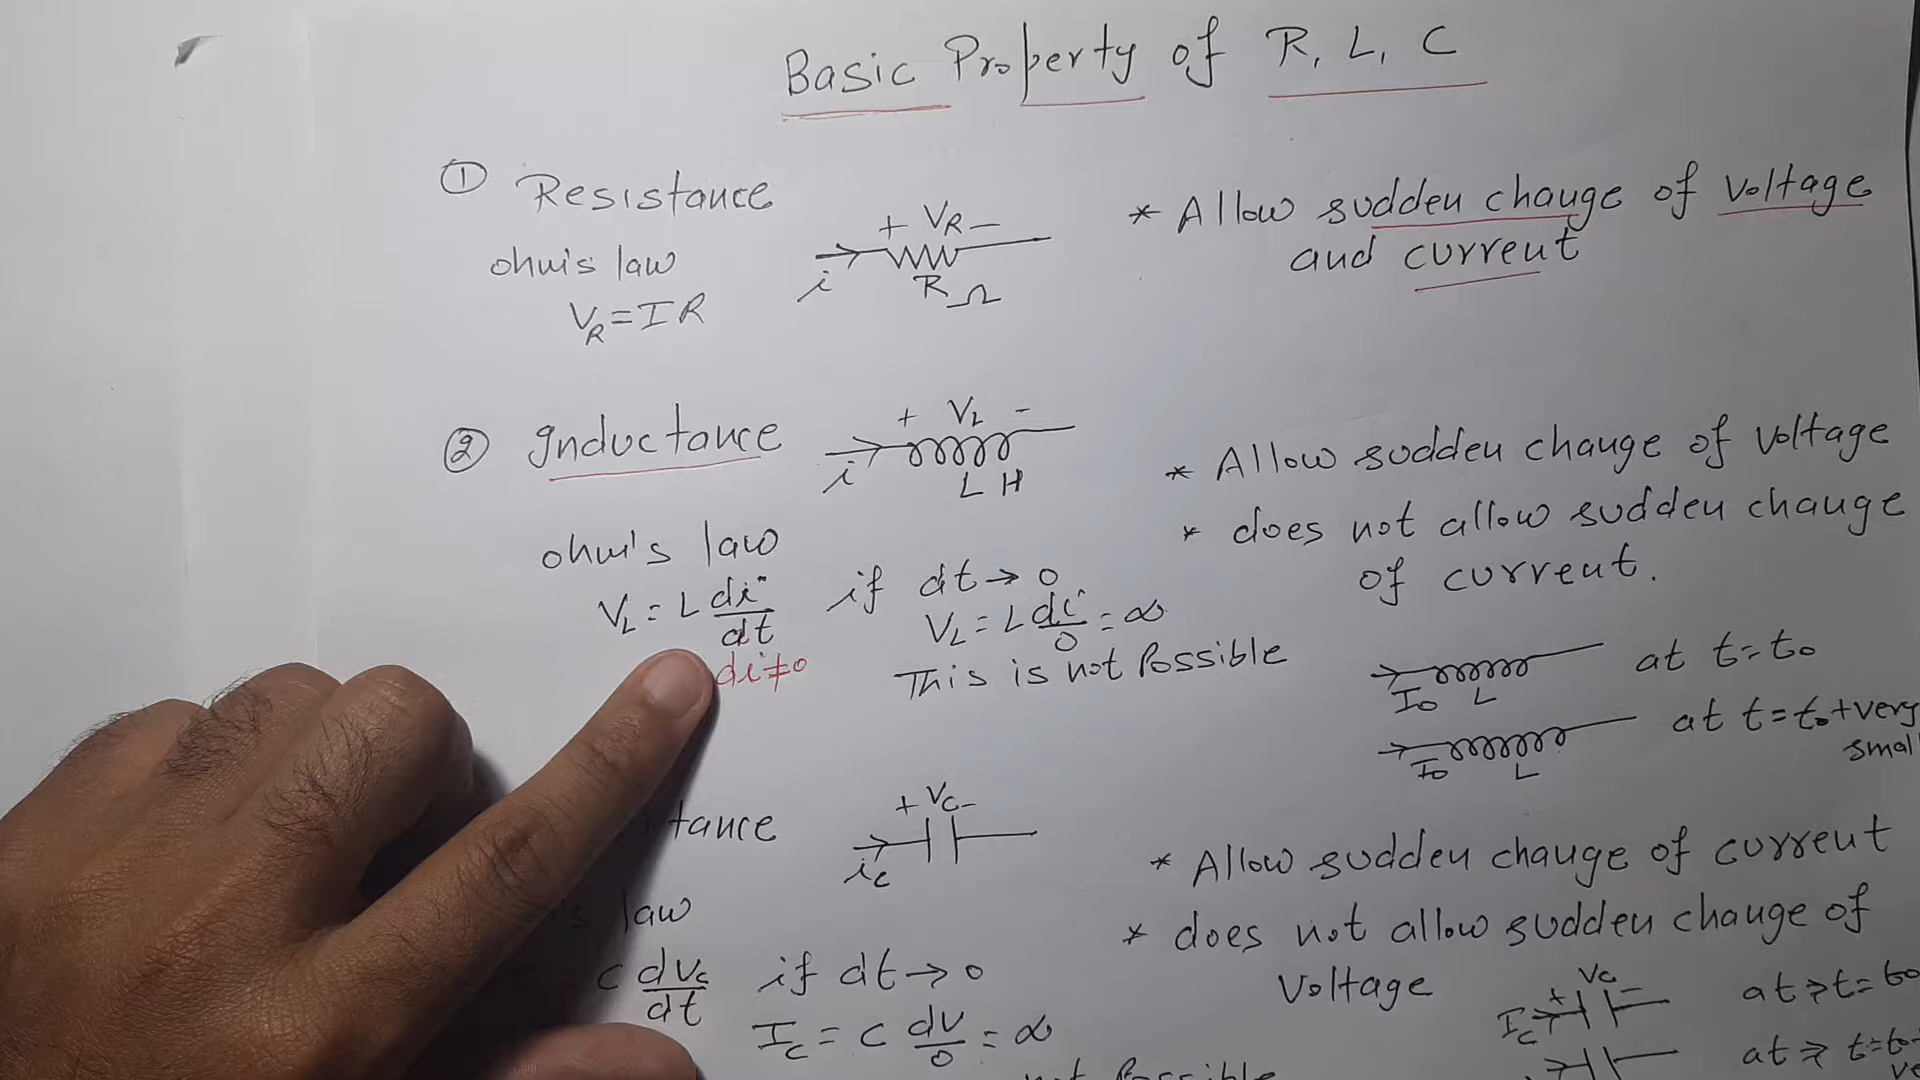 Basic Property of R, L, C
① Resistance
+ VR -
i
R Ω
* Allow sudden change of voltage
and current
ohm's law
VR = IR
② Inductance
+ VL -
i
L H
* Allow sudden change of voltage
* does not allow sudden change
of current.
ohm's law
VL = L di/dt
di≠0
if dt → 0
VL = L di/0 = ∞
This is not Possible
I0 L at t=t0
I0 L at t=t0+very
small
tance
+ VC -
ic
* Allow sudden change of current
* does not allow sudden change of
Voltage
law
= C dVc/dt
if dt → 0
IC = C dv/0 = ∞
not Possible
+ VC -
IC
at ⇒ t=t0
at ⇒ t=t0